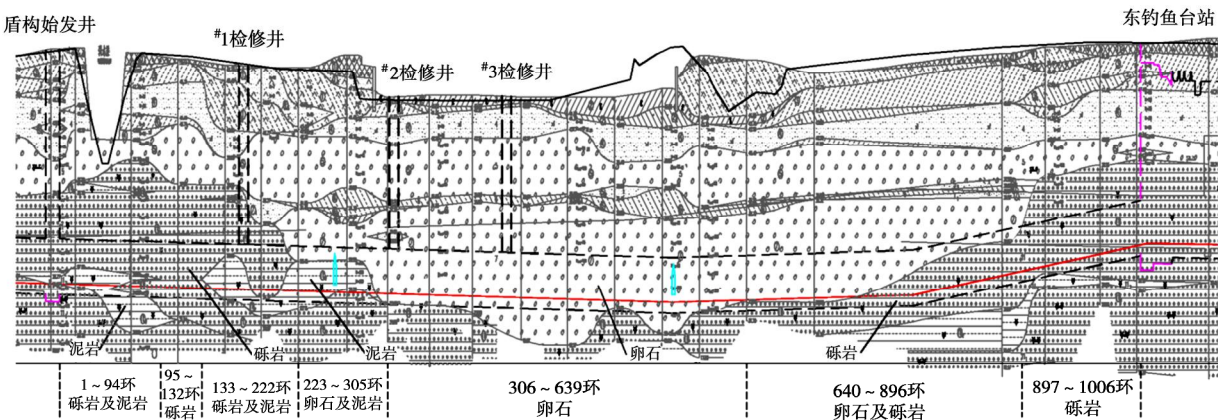 盾构始发井
东钓鱼台站
#1检修井
#2检修井
#3检修井
泥岩
砾岩
泥岩
卵石
砾岩
1～94环
砾岩及泥岩
95～
132环
砾岩
133～222环
砾岩及泥岩
223～305环
卵石及泥岩
306～639环
卵石
640～896环
卵石及砾岩
897～1006环
砾岩